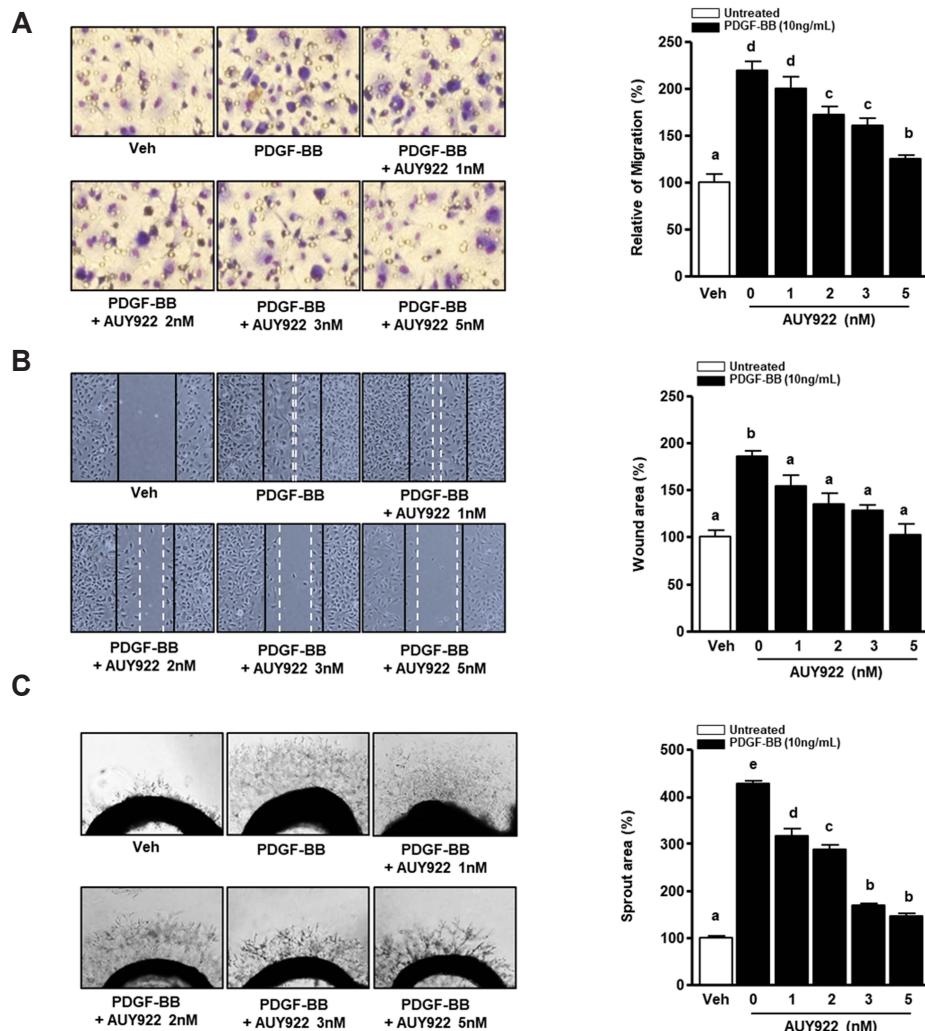 A
Veh
PDGF-BB
PDGF-BB
+ AUY922 1nM
PDGF-BB
+ AUY922 2nM
PDGF-BB
+ AUY922 3nM
PDGF-BB
+ AUY922 5nM
Untreated
PDGF-BB (10ng/mL)
Relative of Migration (%)
250
200
150
100
50
0
a
d
d
c
c
b
Veh 0 1 2 3 5
AUY922 (nM)
B
Veh
PDGF-BB
PDGF-BB
+ AUY922 1nM
PDGF-BB
+ AUY922 2nM
PDGF-BB
+ AUY922 3nM
PDGF-BB
+ AUY922 5nM
Untreated
PDGF-BB (10ng/mL)
Wound area (%)
250
200
150
100
50
0
a
b
a
a
a
a
Veh 0 1 2 3 5
AUY922 (nM)
C
Veh
PDGF-BB
PDGF-BB
+ AUY922 1nM
PDGF-BB
+ AUY922 2nM
PDGF-BB
+ AUY922 3nM
PDGF-BB
+ AUY922 5nM
Untreated
PDGF-BB (10ng/mL)
Sprout area (%)
500
400
300
200
100
0
a
e
d
c
b
b
Veh 0 1 2 3 5
AUY922 (nM)